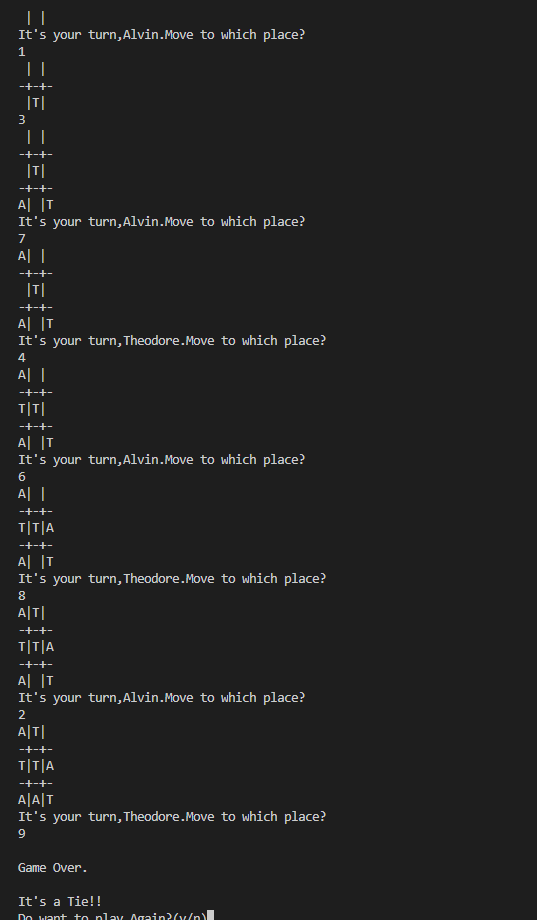 | |
It's your turn,Alvin.Move to which place?
1
 | |
-+-+-
 |T|
3
 | |
-+-+-
 |T|
-+-+-
A| |T
It's your turn,Alvin.Move to which place?
7
A| |
-+-+-
 |T|
-+-+-
A| |T
It's your turn,Theodore.Move to which place?
4
A| |
-+-+-
T|T|
-+-+-
A| |T
It's your turn,Alvin.Move to which place?
6
A| |
-+-+-
T|T|A
-+-+-
A| |T
It's your turn,Theodore.Move to which place?
8
A|T|
-+-+-
T|T|A
-+-+-
A| |T
It's your turn,Alvin.Move to which place?
2
A|T|
-+-+-
T|T|A
-+-+-
A|A|T
It's your turn,Theodore.Move to which place?
9
Game Over.
It's a Tie!!
Do want to play Again?(y/n)